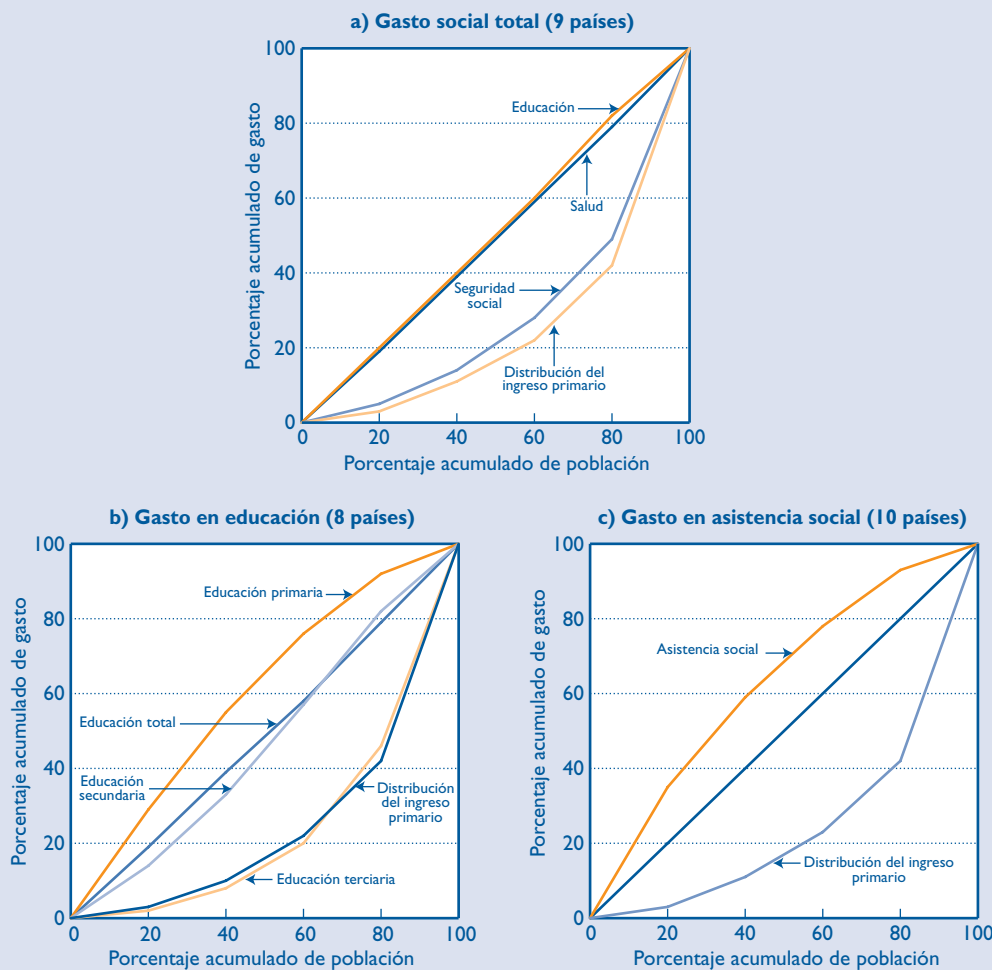 a) Gasto social total (9 países)
Porcentaje acumulado de gasto
100
80
60
40
20
0
Educación
Salud
Seguridad
social
Distribución del
ingreso primario
0 20 40 60 80 100
Porcentaje acumulado de población
b) Gasto en educación (8 países)
Porcentaje acumulado de gasto
100
80
60
40
20
0
Educación primaria
Educación total
Educación
secundaria
Distribución
del ingreso
primario
Educación terciaria
0 20 40 60 80 100
Porcentaje acumulado de población
c) Gasto en asistencia social (10 países)
Porcentaje acumulado de gasto
100
80
60
40
20
0
Asistencia social
Distribución del ingreso
primario
0 20 40 60 80 100
Porcentaje acumulado de población